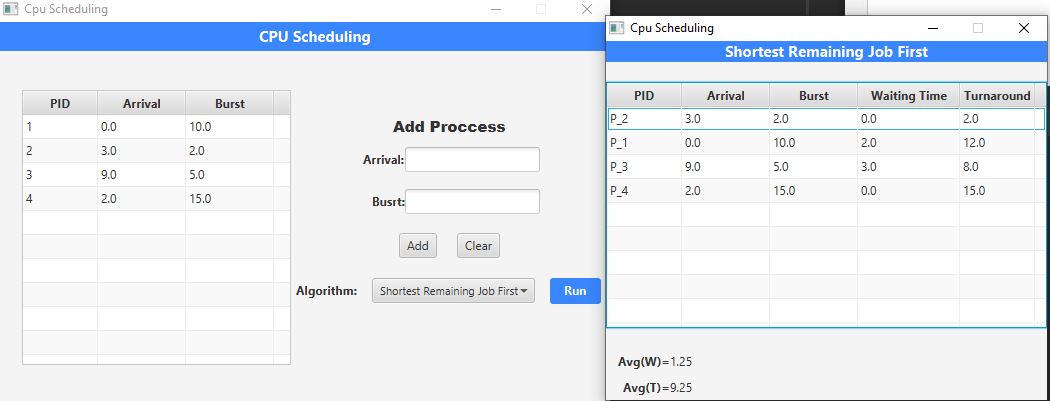 Cpu Scheduling
CPU Scheduling
PID Arrival Burst
1 0.0 10.0
2 3.0 2.0
3 9.0 5.0
4 2.0 15.0
Add Proccess
Arrival:
Busrt:
Add Clear
Algorithm: Shortest Remaining Job First Run
Cpu Scheduling
Shortest Remaining Job First
PID Arrival Burst Waiting Time Turnaround
P_2 3.0 2.0 0.0 2.0
P_1 0.0 10.0 2.0 12.0
P_3 9.0 5.0 3.0 8.0
P_4 2.0 15.0 0.0 15.0
Avg(W)=1.25
Avg(T)=9.25